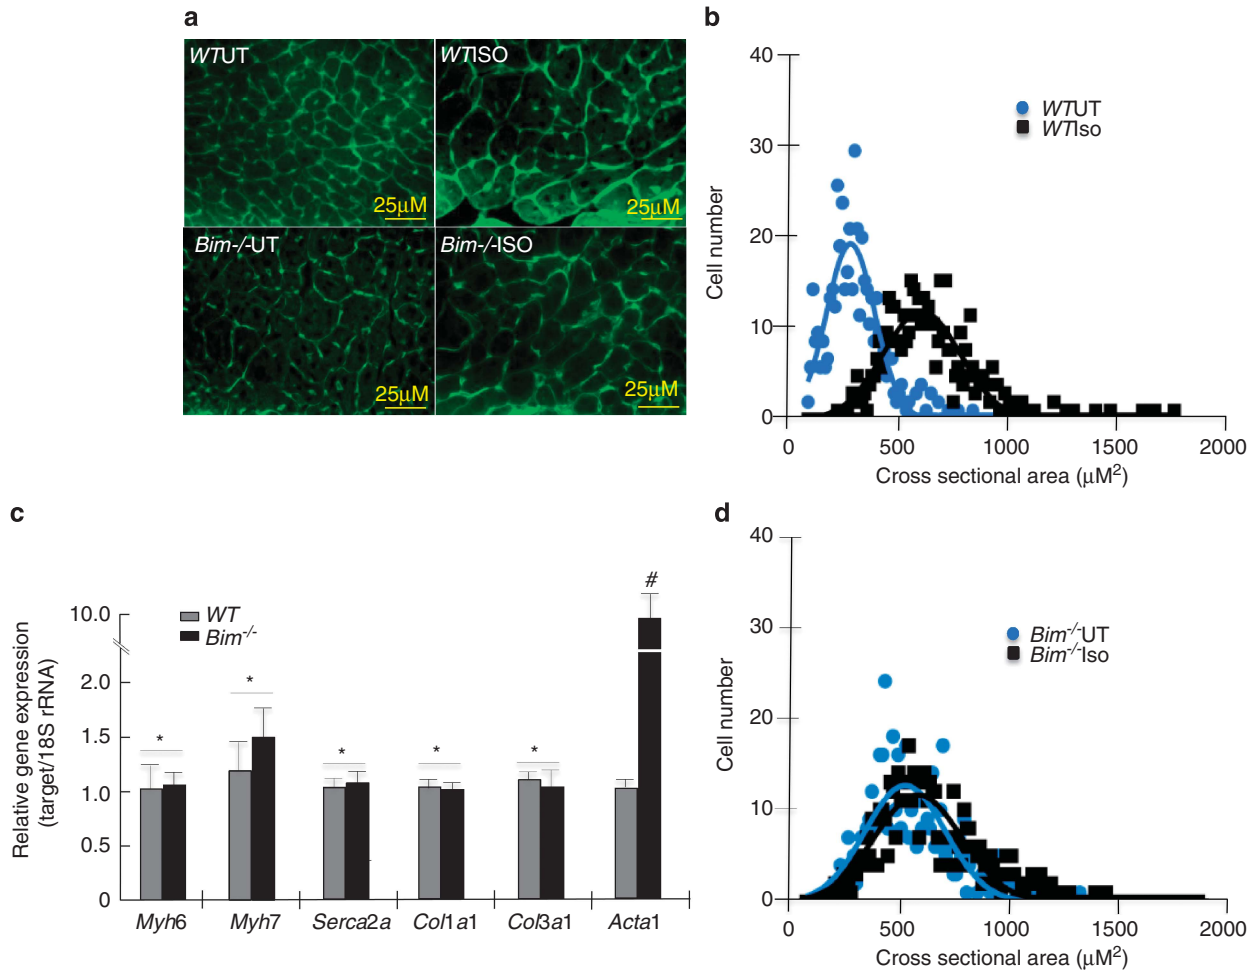 a
WTUT
WTISO
25µM
25µM
Bim-/-UT
Bim-/-ISO
25µM
25µM
b
40
30
20
10
0
Cell number
WTUT
WTIso
0 500 1000 1500 2000
Cross sectional area (µM²)
c
Relative gene expression
(target/18S rRNA)
10.0
2.0
1.5
1.0
0.5
0
WT
Bim-/-
*
*
*
*
*
#
Myh6 Myh7 Serca2a Col1a1 Col3a1 Acta1
d
40
30
20
10
0
Cell number
Bim-/-UT
Bim-/-Iso
0 500 1000 1500 2000
Cross sectional area (µM²)